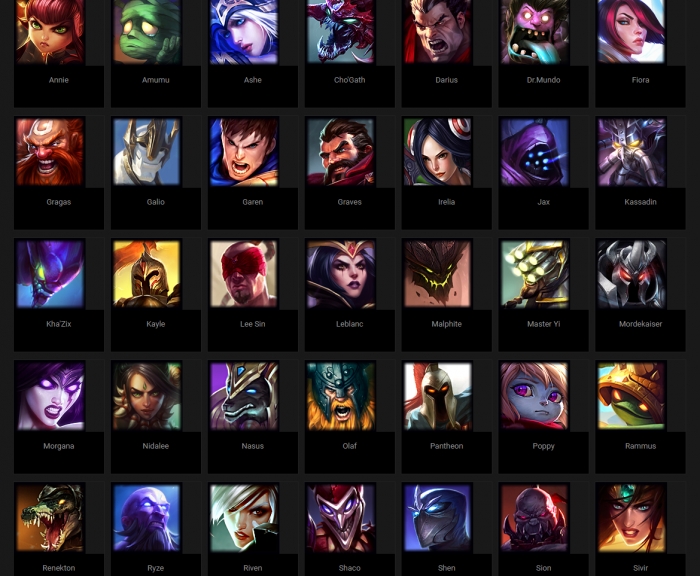 Annie Amumu Ashe Cho'Gath Darius Dr.Mundo Fiora
Gragas Galio Garen Graves Irelia Jax Kassadin
Kha'Zix Kayle Lee Sin Leblanc Malphite Master Yi Mordekaiser
Morgana Nidalee Nasus Olaf Pantheon Poppy Rammus
Renekton Ryze Riven Shaco Shen Sion Sivir